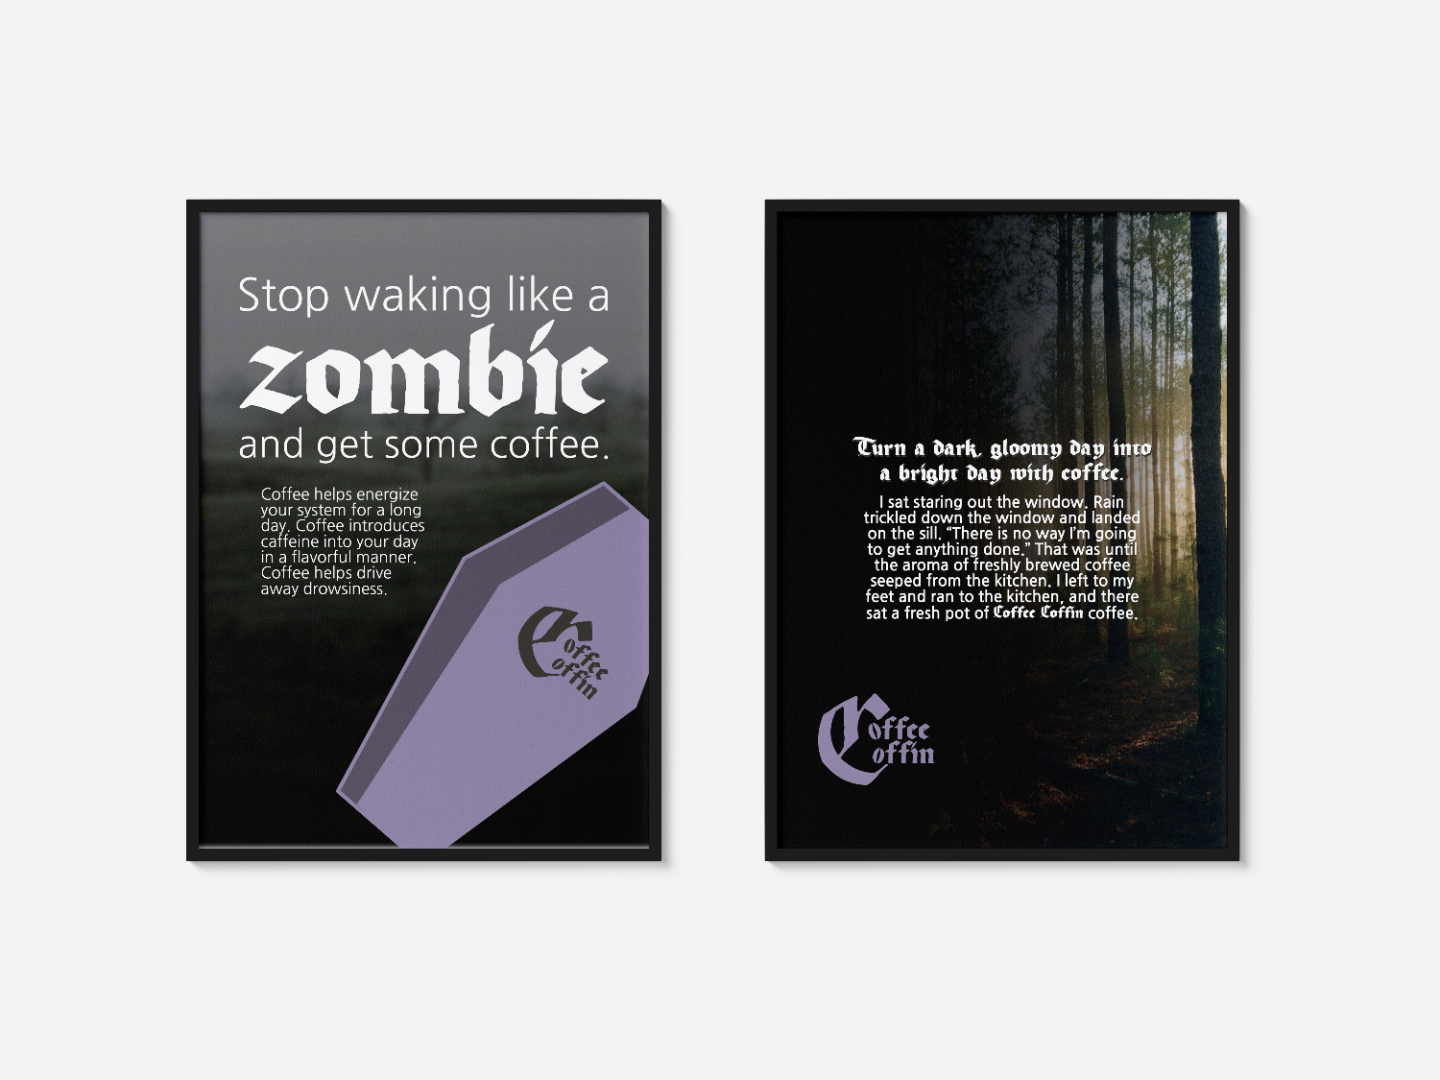 Stop waking like a
zombie
and get some coffee.
Coffee helps energize
your system for a long
day. Coffee introduces
caffeine into your day
in a flavorful manner.
Coffee helps drive
away drowsiness.
Coffee
Coffin
Turn a dark, gloomy day into
a bright day with coffee.
I sat staring out the window. Rain
trickled down the window and landed
on the sill. “There is no way I’m going
to get anything done.” That was until
the aroma of freshly brewed coffee
seeped from the kitchen. I left to my
feet and ran to the kitchen, and there
sat a fresh pot of Coffee Coffin coffee.
Coffee
Coffin